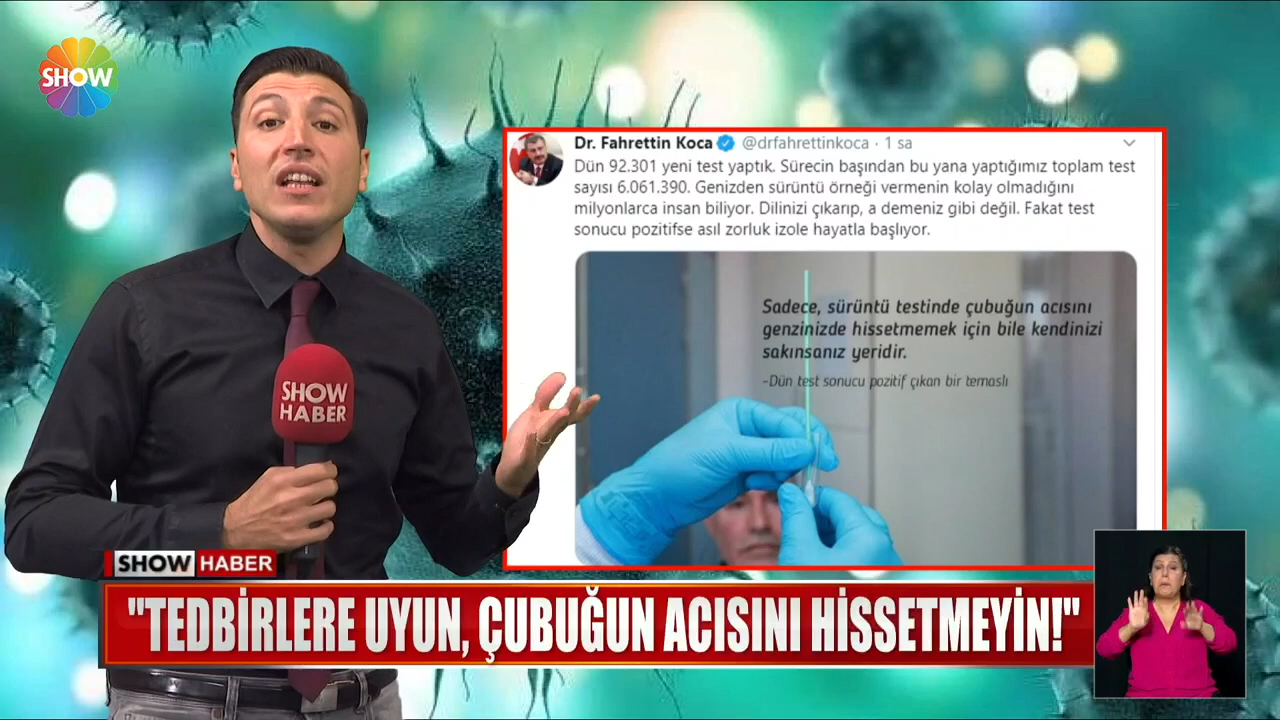 SHOW
Dr. Fahrettin Koca @drfahrettinkoca · 1 sa
Dün 92.301 yeni test yaptık. Sürecin başından bu yana yaptığımız toplam test
sayısı 6.061.390. Genizden sürüntü örneği vermenin kolay olmadığını
milyonlarca insan biliyor. Dilinizi çıkarıp, a demeniz gibi değil. Fakat test
sonucu pozitifse asıl zorluk izole hayatla başlıyor.
Sadece, sürüntü testinde çubuğun acısını
genzinizde hissetmemek için bile kendinizi
sakınsanız yeridir.
-Dün test sonucu pozitif çıkan bir temaslı
SHOW
HABER
SHOW HABER
"TEDBİRLERE UYUN, ÇUBUĞUN ACISINI HİSSETMEYİN!"